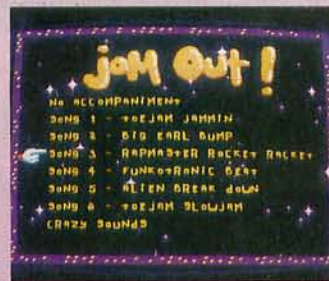 jaM Out!
No ACCOMPANIMENT
SONG 1 - TOEJAM JAMMIN
SONG 2 - BIG EARL BUMP
SONG 3 - RAPMASTER ROCKET RACKET
SONG 4 - FUNKOTRONIC BEAT
SONG 5 - ALIEN BREAK dOWN
SONG 6 - TOEJAM SLOWJAM
CRAZY SOUNDS